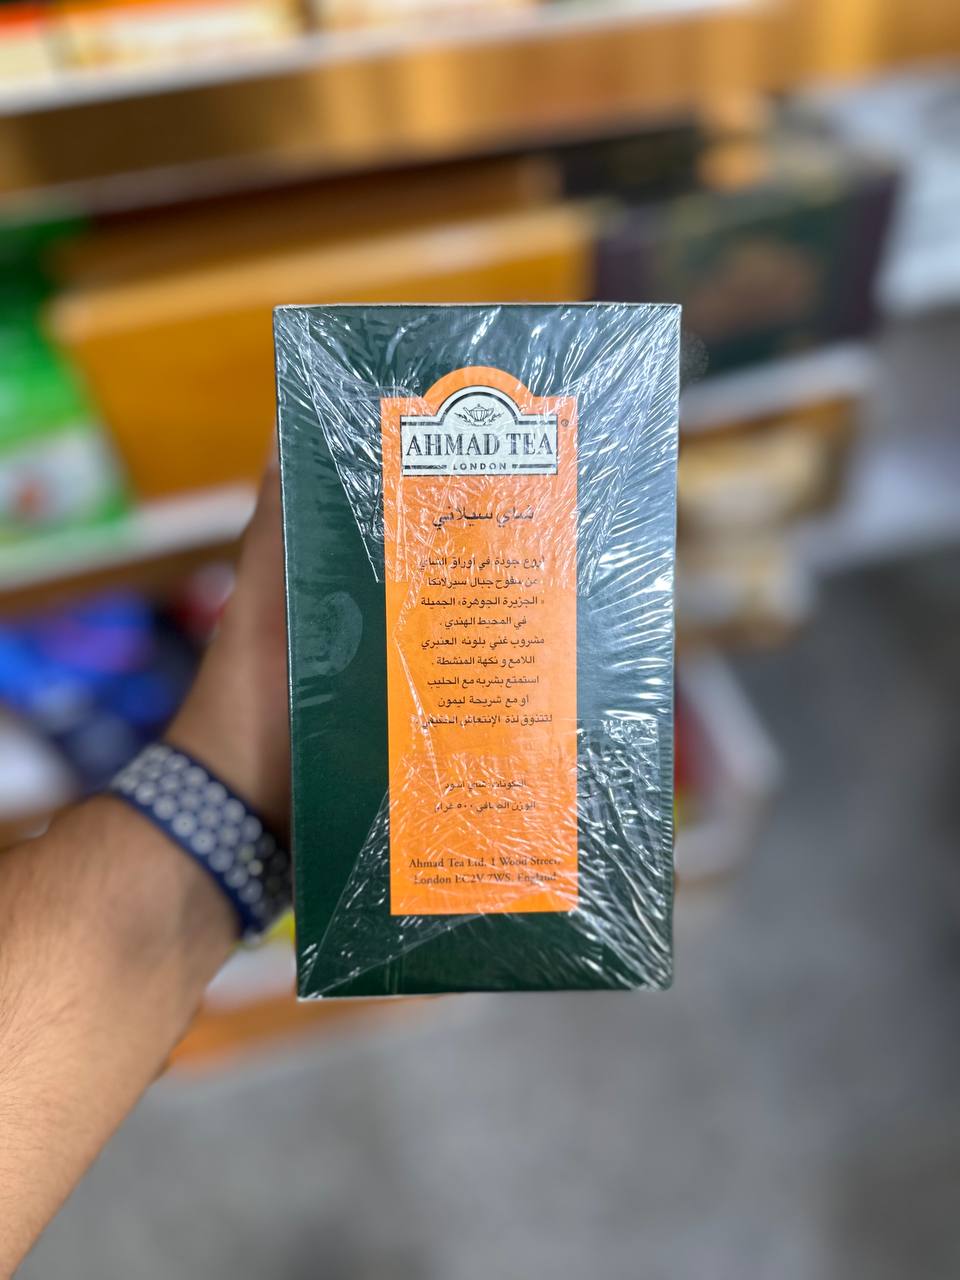 AHMAD TEA
LONDON
شاي سيلاني
أروع جودة في أوراق الشاي
من سفوح جبال سيرلانكا
«الجزيرة الجوهرة» الجميلة
في المحيط الهندي .
مشروب غني بلونه العنبري
اللامع و نكهة المنشطة .
استمتع بشربه مع الحليب
أو مع شريحة ليمون
لتتذوق لذة الإنتعاش الحقيقي
المكونات: شاي أسود
الوزن الصافي ٥٠٠ غرام
Ahmad Tea Ltd. 1 Wood Street,
London EC2V 7WS, England